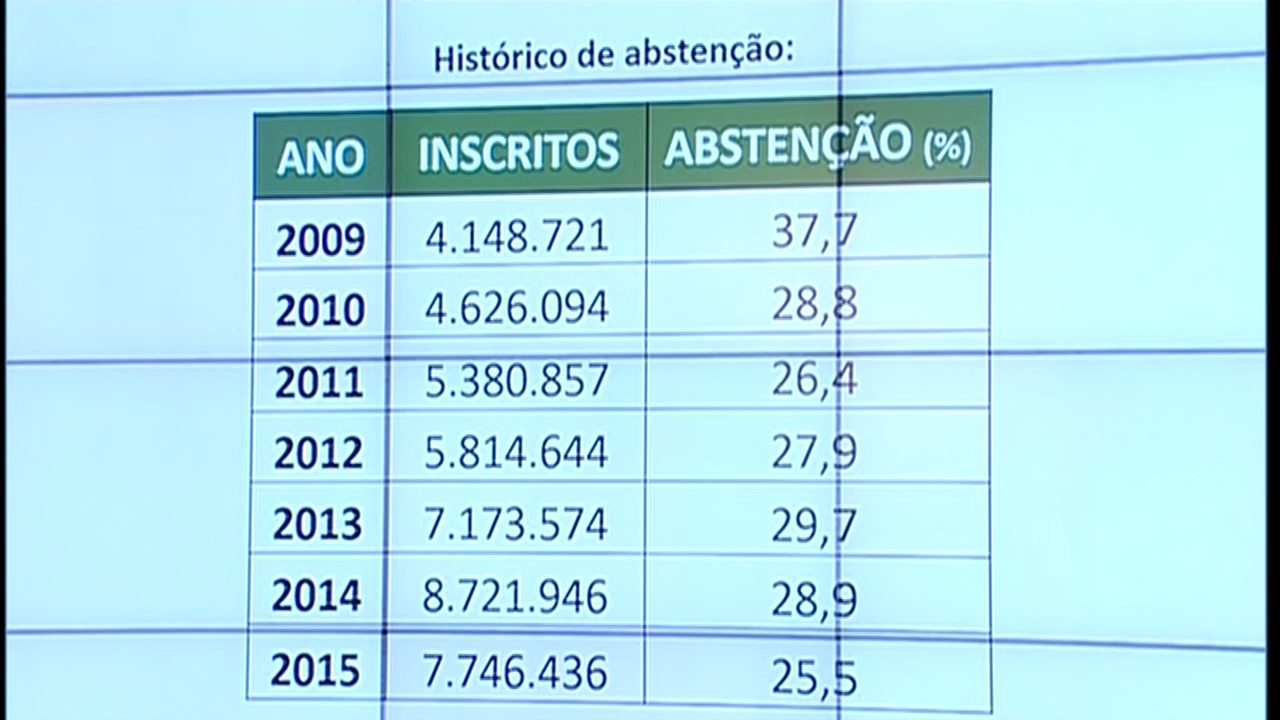 Histórico de abstenção:
ANO INSCRITOS ABSTENÇÃO (%)
2009 4.148.721 37,7
2010 4.626.094 28,8
2011 5.380.857 26,4
2012 5.814.644 27,9
2013 7.173.574 29,7
2014 8.721.946 28,9
2015 7.746.436 25,5